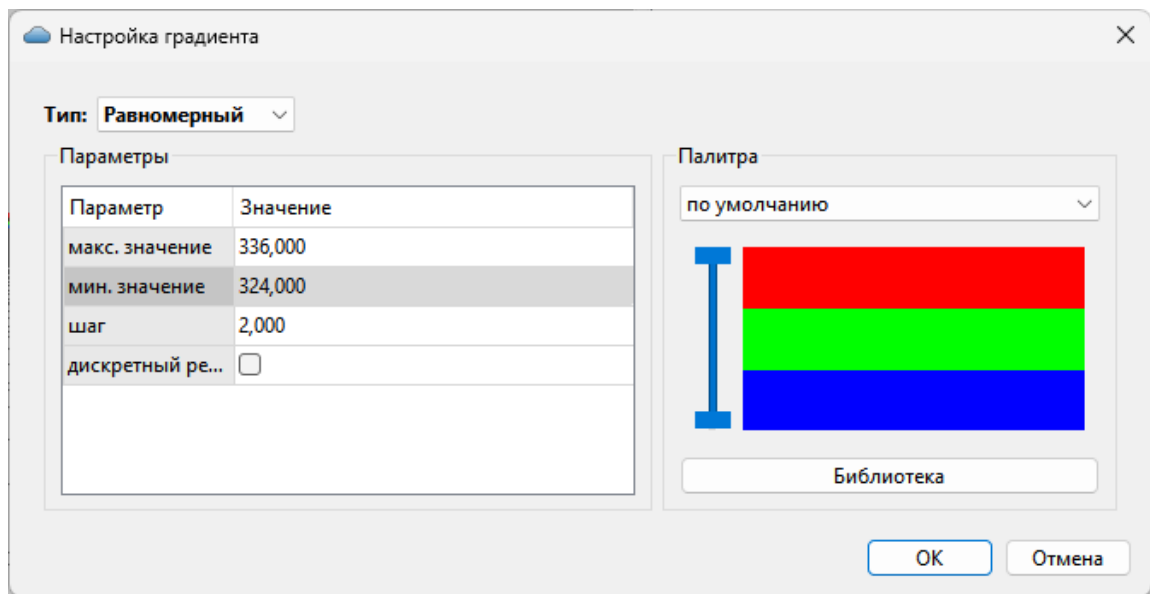 Настройка градиента
Тип: Равномерный
Параметры
Параметр Значение
макс. значение 336,000
мин. значение 324,000
шаг 2,000
дискретный ре...
Палитра
по умолчанию
Библиотека
ОК Отмена